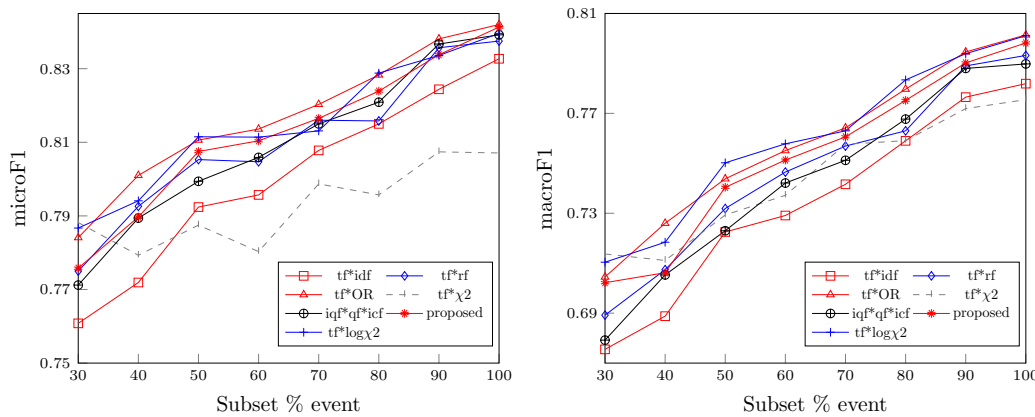 microF1
0.83
0.81
0.79
0.77
0.75
30 40 50 60 70 80 90 100
Subset % event
tf*idf tf*rf
tf*OR tf*χ2
iqf*qf*icf proposed
tf*logχ2
macroF1
0.81
0.77
0.73
0.69
30 40 50 60 70 80 90 100
Subset % event
tf*idf tf*rf
tf*OR tf*χ2
iqf*qf*icf proposed
tf*logχ2